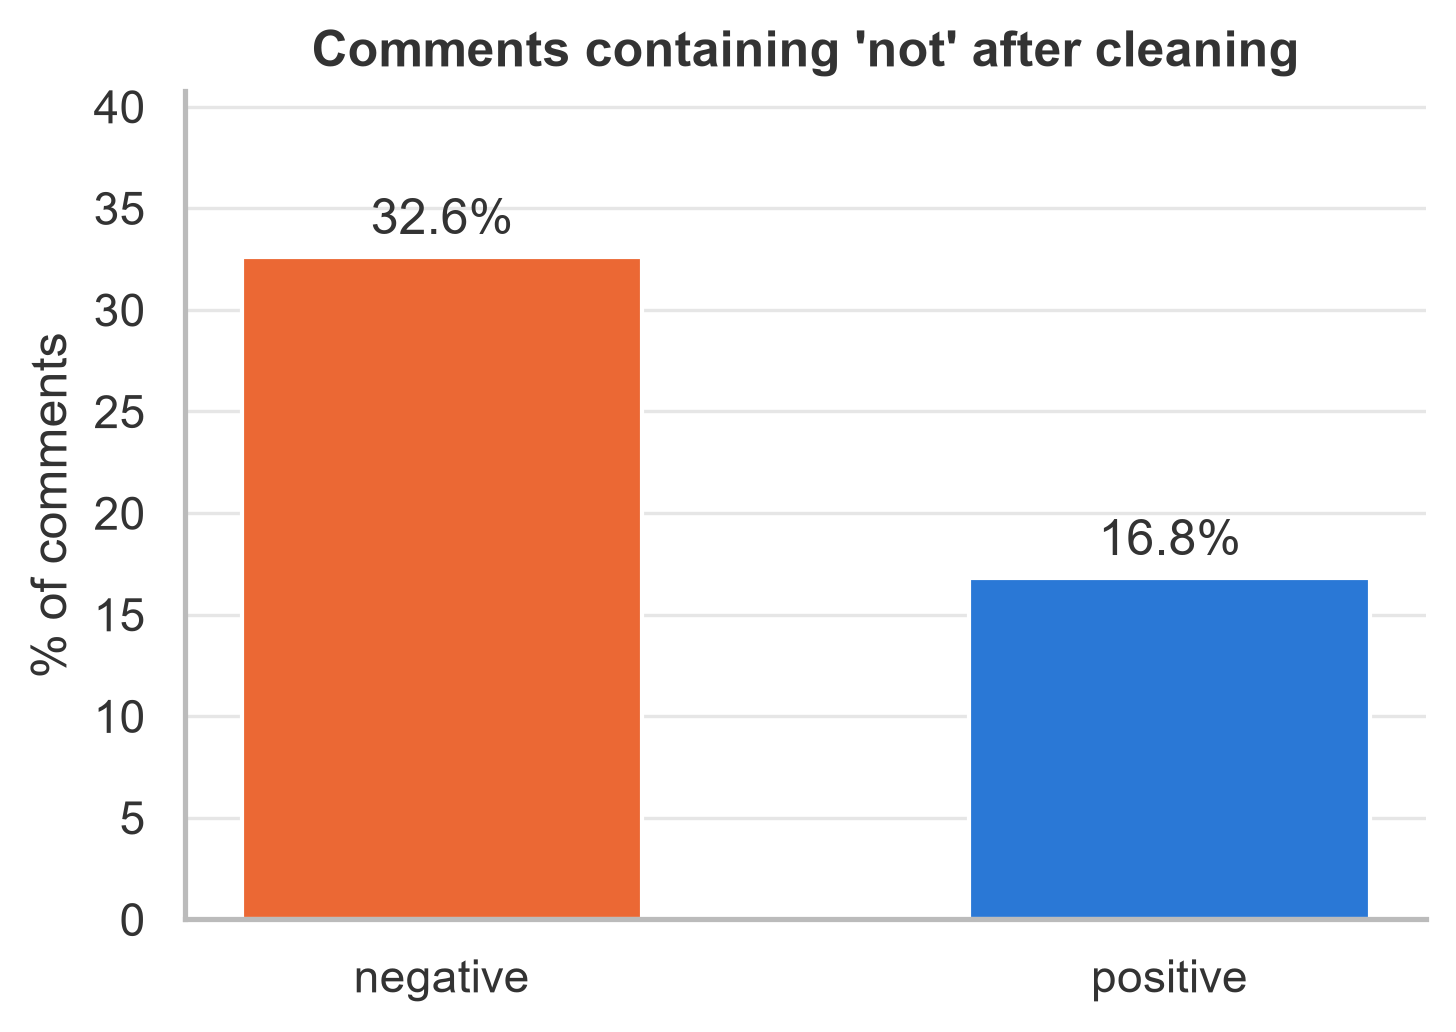 Comments containing 'not' after cleaning
% of comments
40
35
30
25
20
15
10
5
0
32.6%
16.8%
negative
positive